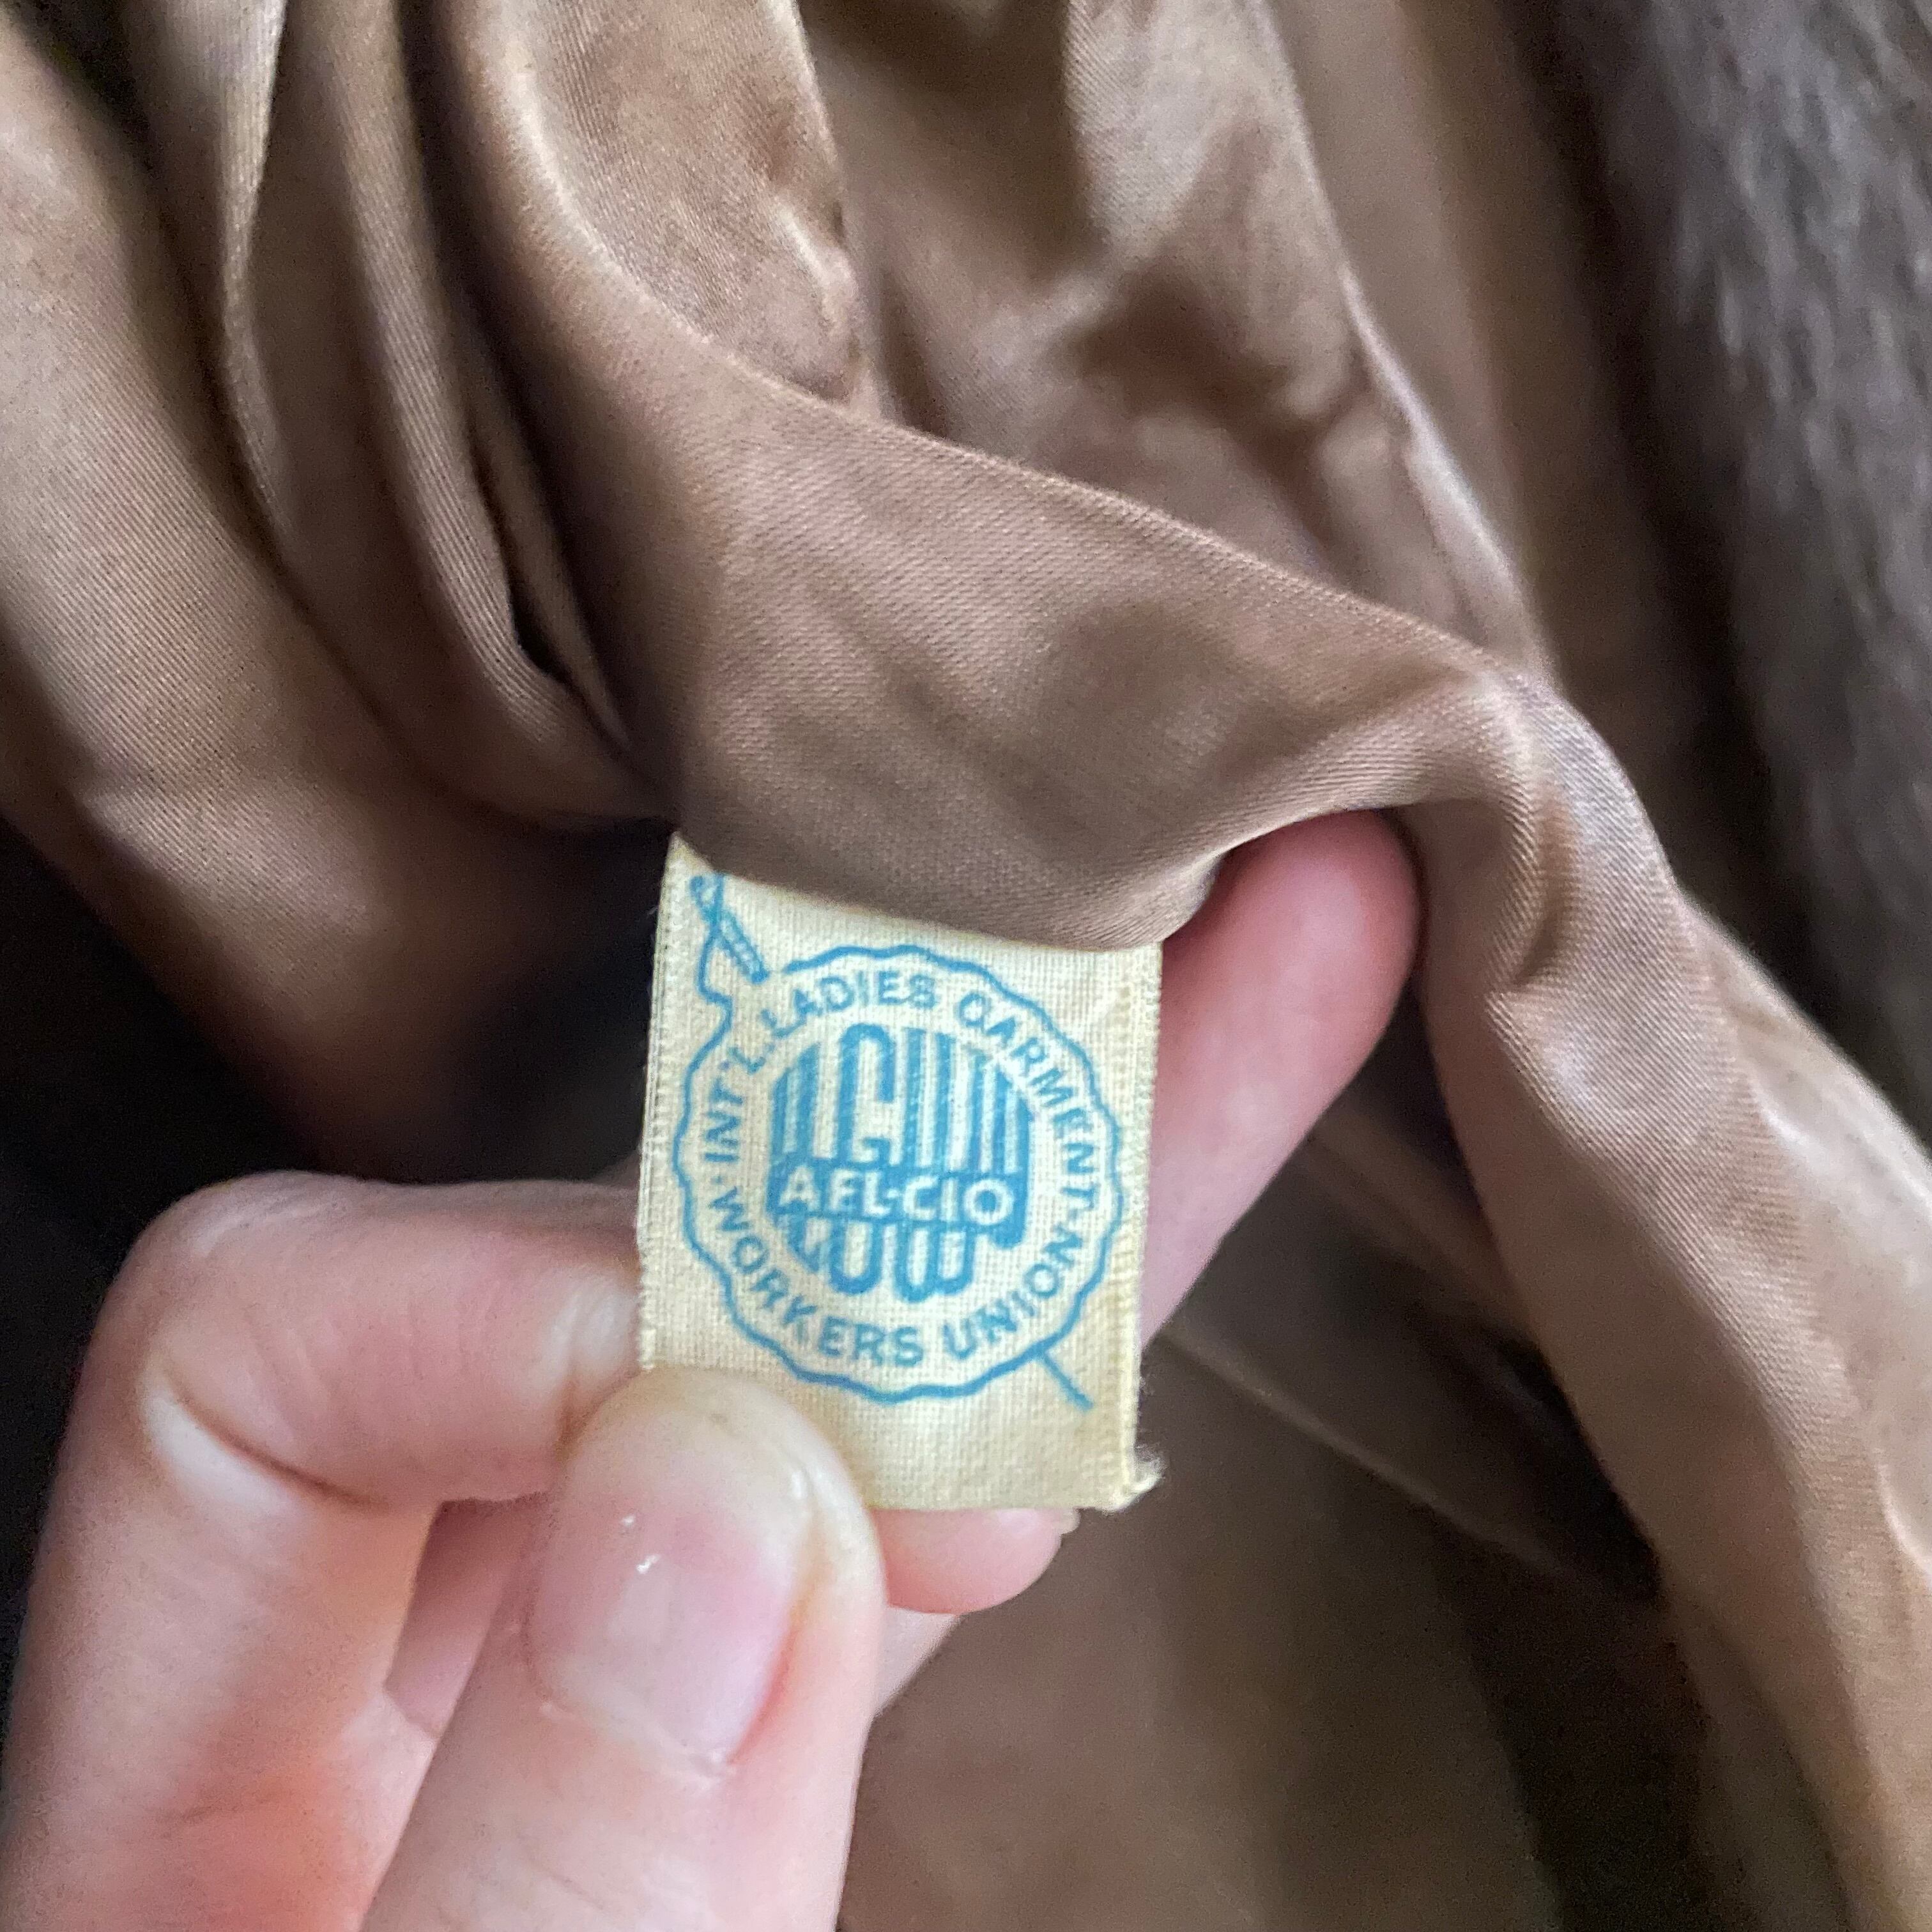 INT'L. LADIES GARMENT
WORKERS UNION
ILGWU
AFL-CIO